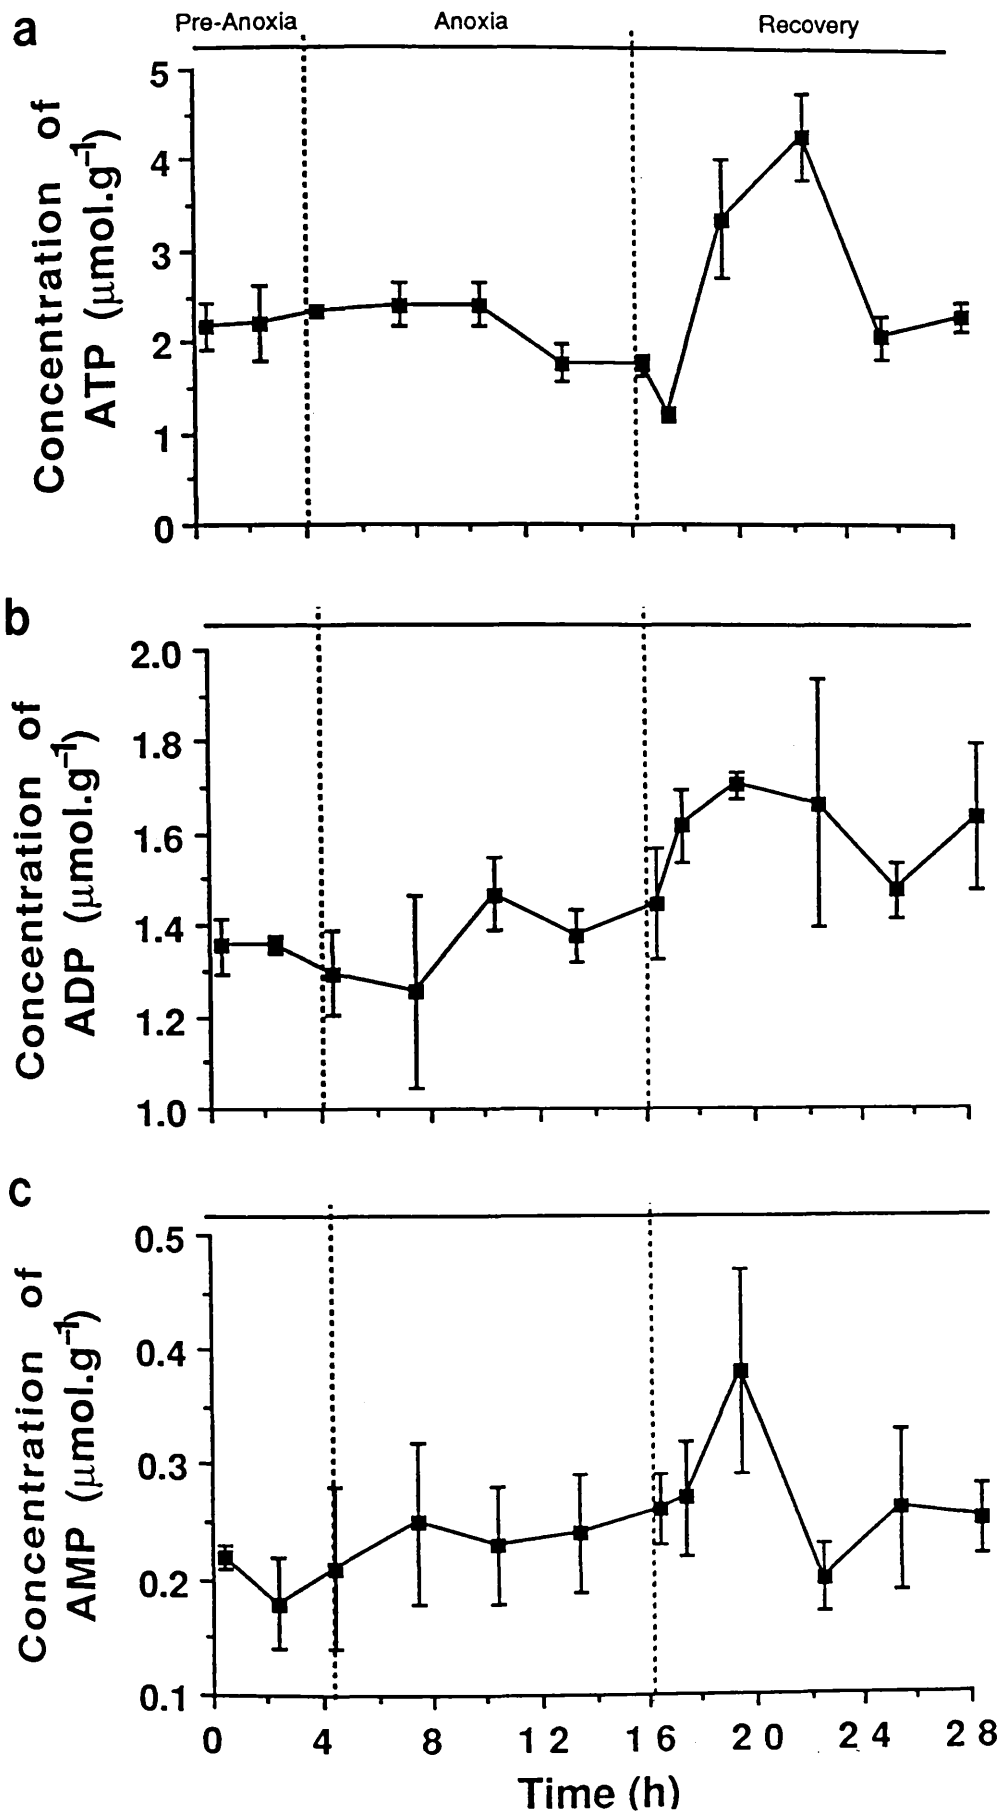 a
Pre-Anoxia Anoxia Recovery
5
4
3
2
1
0
Concentration of
ATP (μmol.g⁻¹)
b
2.0
1.8
1.6
1.4
1.2
1.0
Concentration of
ADP (μmol.g⁻¹)
c
0.5
0.4
0.3
0.2
0.1
Concentration of
AMP (μmol.g⁻¹)
0 4 8 12 16 20 24 28
Time (h)